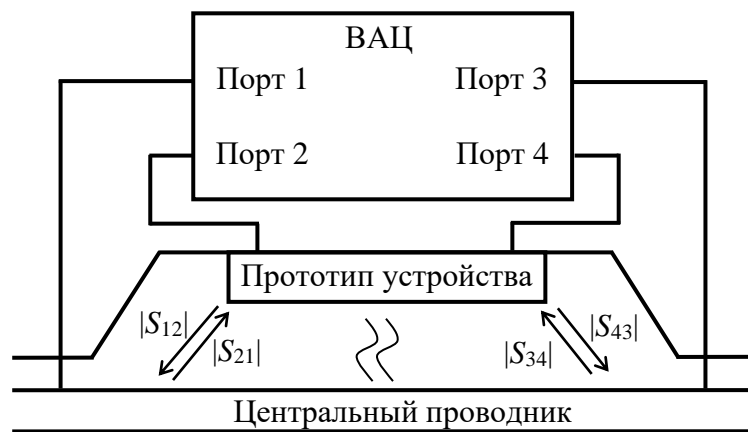 ВАЦ
Порт 1
Порт 3
Порт 2
Порт 4
Прототип устройства
|S12|
|S21|
|S34|
|S43|
Центральный проводник